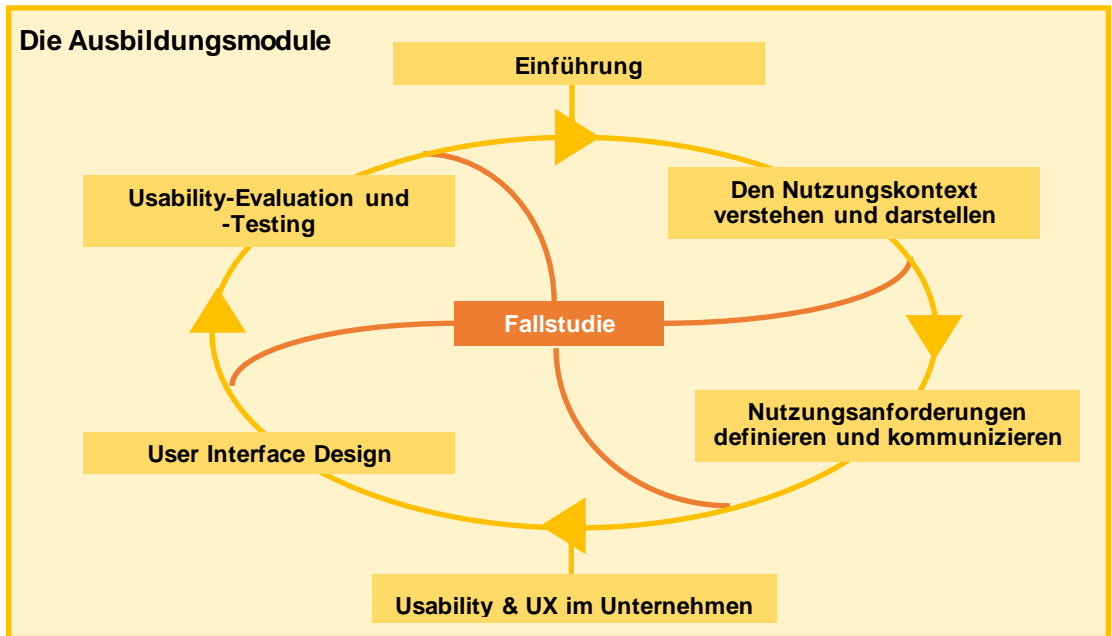 Die Ausbildungsmodule
Einführung
Usability-Evaluation und
-Testing
Den Nutzungskontext
verstehen und darstellen
Fallstudie
User Interface Design
Nutzungsanforderungen
definieren und kommunizieren
Usability & UX im Unternehmen